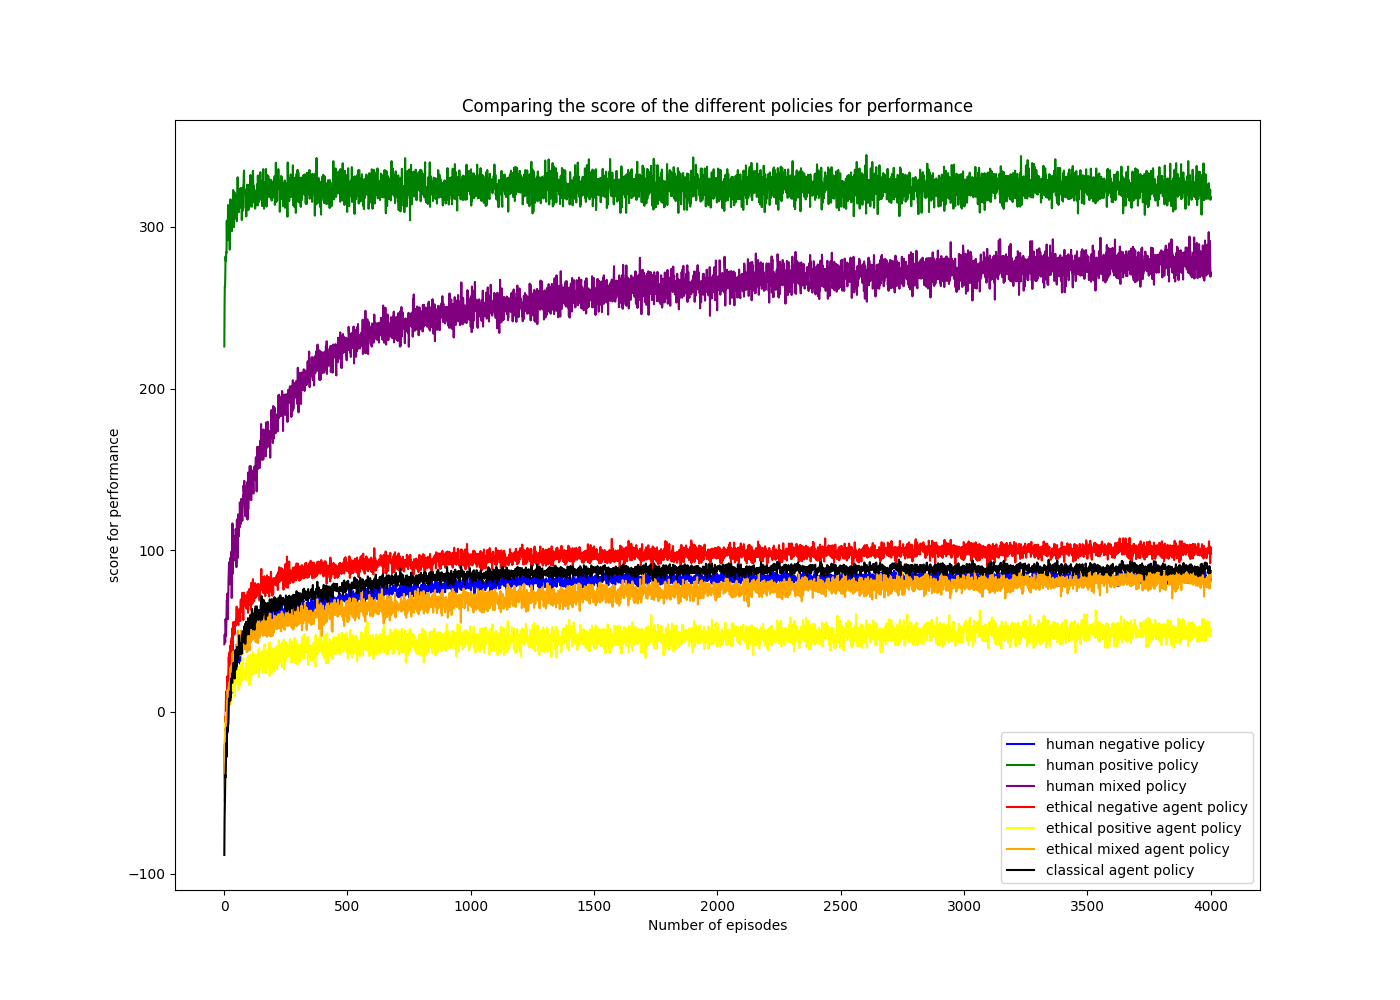 Comparing the score of the different policies for performance
score for performance
300
200
100
0
−100
0
500
1000
1500
2000
2500
3000
3500
4000
Number of episodes
human negative policy
human positive policy
human mixed policy
ethical negative agent policy
ethical positive agent policy
ethical mixed agent policy
classical agent policy